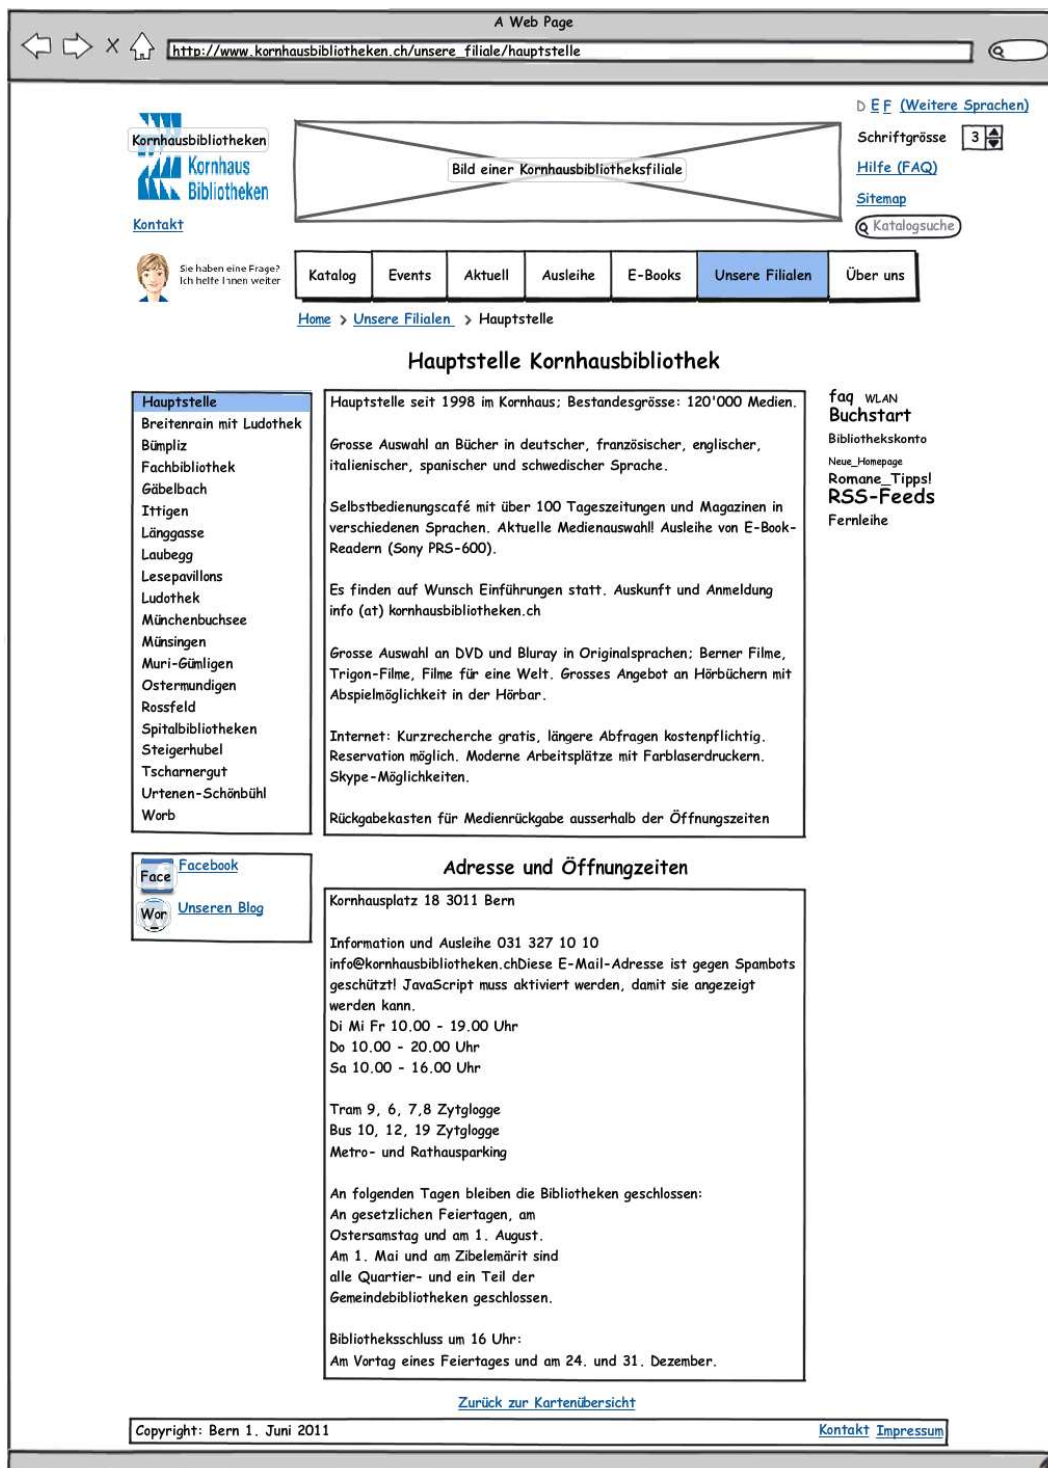 A Web Page
http://www.kornhausbibliotheken.ch/unsere_filiale/hauptstelle
D E F (Weitere Sprachen)
Schriftgrösse 3
Hilfe (FAQ)
Sitemap
Katalogsuche
Kornhausbibliotheken
Kornhaus
Bibliotheken
Kontakt
Bild einer Kornhausbibliotheksfiliale
Sie haben eine Frage?
Ich helfe Ihnen weiter
Katalog Events Aktuell Ausleihe E-Books Unsere Filialen Über uns
Home > Unsere Filialen > Hauptstelle
Hauptstelle Kornhausbibliothek
Hauptstelle
Breitenrain mit Ludothek
Bümpliz
Fachbibliothek
Gäbelbach
Ittigen
Länggasse
Laubegg
Lesepavillons
Ludothek
Münchenbuchsee
Münsingen
Muri-Gümligen
Ostermundigen
Rossfeld
Spitalbibliotheken
Steigerhubel
Tscharnergut
Urtenen-Schönbühl
Worb
Hauptstelle seit 1998 im Kornhaus; Bestandesgrösse: 120'000 Medien.
Grosse Auswahl an Bücher in deutscher, französischer, englischer,
italienischer, spanischer und schwedischer Sprache.
Selbstbedienungscafé mit über 100 Tageszeitungen und Magazinen in
verschiedenen Sprachen. Aktuelle Medienauswahl! Ausleihe von E-Book-
Readern (Sony PRS-600).
Es finden auf Wunsch Einführungen statt. Auskunft und Anmeldung
info (at) kornhausbibliotheken.ch
Grosse Auswahl an DVD und Bluray in Originalsprachen; Berner Filme,
Trigon-Filme, Filme für eine Welt. Grosses Angebot an Hörbüchern mit
Abspielmöglichkeit in der Hörbar.
Internet: Kurzrecherche gratis, längere Abfragen kostenpflichtig.
Reservation möglich. Moderne Arbeitsplätze mit Farblaserdruckern.
Skype-Möglichkeiten.
Rückgabekasten für Medienrückgabe ausserhalb der Öffnungszeiten
faq WLAN
Buchstart
Bibliothekskonto
Neue_Homepage
Romane_Tipps!
RSS-Feeds
Fernleihe
Face Facebook
Wor Unseren Blog
Adresse und Öffnungzeiten
Kornhausplatz 18 3011 Bern
Information und Ausleihe 031 327 10 10
info@kornhausbibliotheken.chDiese E-Mail-Adresse ist gegen Spambots
geschützt! JavaScript muss aktiviert werden, damit sie angezeigt
werden kann.
Di Mi Fr 10.00 - 19.00 Uhr
Do 10.00 - 20.00 Uhr
Sa 10.00 - 16.00 Uhr
Tram 9, 6, 7,8 Zytglogge
Bus 10, 12, 19 Zytglogge
Metro- und Rathausparking
An folgenden Tagen bleiben die Bibliotheken geschlossen:
An gesetzlichen Feiertagen, am
Ostersamstag und am 1. August.
Am 1. Mai und am Zibelemärit sind
alle Quartier- und ein Teil der
Gemeindebibliotheken geschlossen.
Bibliotheksschluss um 16 Uhr:
Am Vortag eines Feiertages und am 24. und 31. Dezember.
Zurück zur Kartenübersicht
Copyright: Bern 1. Juni 2011
Kontakt Impressum